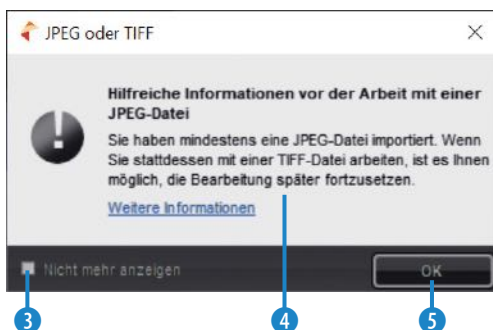 JPEG oder TIFF
Hilfreiche Informationen vor der Arbeit mit einer
JPEG-Datei
Sie haben mindestens eine JPEG-Datei importiert. Wenn
Sie stattdessen mit einer TIFF-Datei arbeiten, ist es Ihnen
möglich, die Bearbeitung später fortzusetzen.
Weitere Informationen
Nicht mehr anzeigen
OK
3 4 5